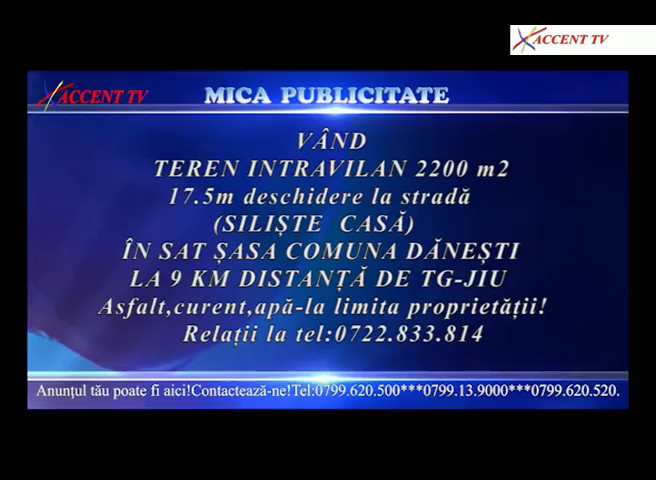 ACCENT TV
ACCENT TV MICA PUBLICITATE
VÂND
TEREN INTRAVILAN 2200 m2
17.5m deschidere la stradă
(SILIȘTE CASĂ)
ÎN SAT ȘASA COMUNA DĂNEȘTI
LA 9 KM DISTANȚĂ DE TG-JIU
Asfalt,curent,apă-la limita proprietății!
Relații la tel:0722.833.814
Anunţul tău poate fi aici!Contactează-ne!Tel:0799.620.500***0799.13.9000***0799.620.520.